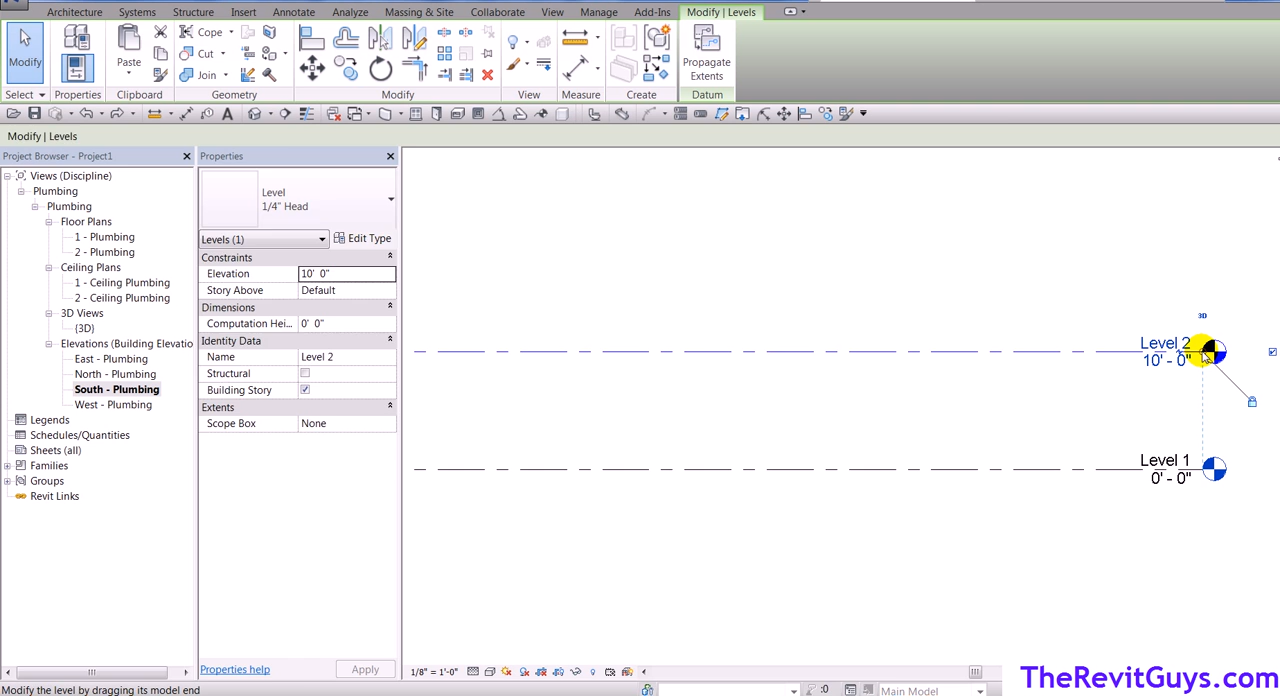 Architecture Systems Structure Insert Annotate Analyze Massing & Site Collaborate View Manage Add-Ins Modify | Levels
Cope
Cut
Join
Modify
Properties
Paste
Propagate
Extents
Select Properties Clipboard Geometry Modify View Measure Create Datum
Modify | Levels
Project Browser - Project1
Views (Discipline)
Plumbing
Plumbing
Floor Plans
1 - Plumbing
2 - Plumbing
Ceiling Plans
1 - Ceiling Plumbing
2 - Ceiling Plumbing
3D Views
{3D}
Elevations (Building Elevatio
East - Plumbing
North - Plumbing
South - Plumbing
West - Plumbing
Legends
Schedules/Quantities
Sheets (all)
Families
Groups
Revit Links
Properties
Level
1/4" Head
Levels (1)
Edit Type
Constraints
Elevation 10' 0"
Story Above Default
Dimensions
Computation Hei... 0' 0"
Identity Data
Name Level 2
Structural
Building Story
Extents
Scope Box None
Properties help
Apply
3D
Level 2
10' - 0"
Level 1
0' - 0"
1/8" = 1'-0"
Modify the level by dragging its model end
:0
Main Model
TheRevitGuys.com